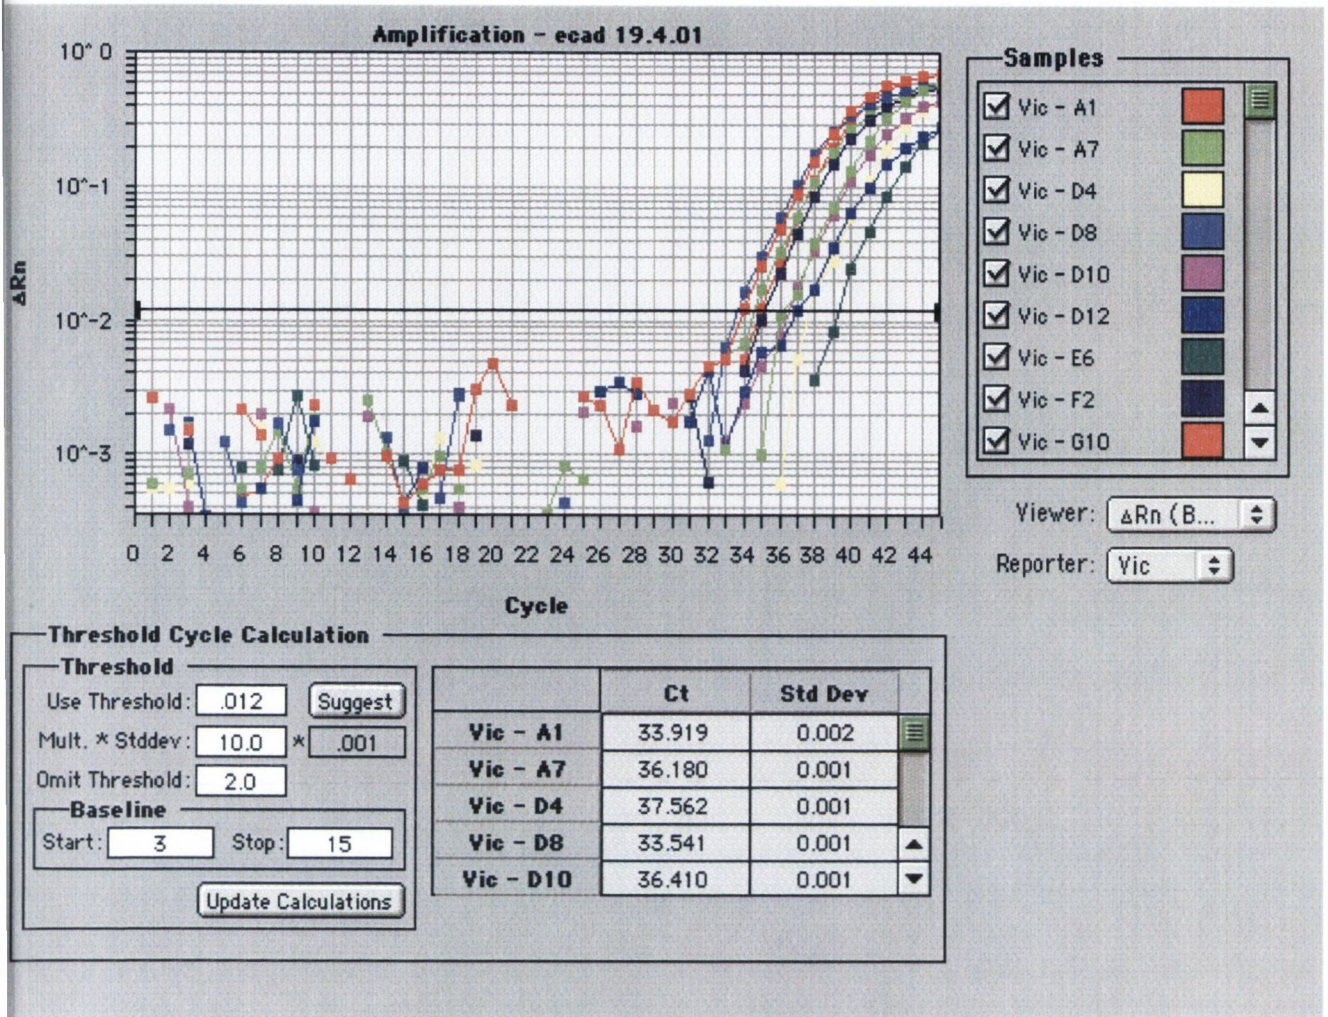 Amplification - ecad 19.4.01
10^ 0
10^-1
10^-2
10^-3
ΔRn
0 2 4 6 8 10 12 14 16 18 20 22 24 26 28 30 32 34 36 38 40 42 44
Cycle
Samples
Vic - A1
Vic - A7
Vic - D4
Vic - D8
Vic - D10
Vic - D12
Vic - E6
Vic - F2
Vic - G10
Viewer: ΔRn (B...
Reporter: Vic
Threshold Cycle Calculation
Threshold
Use Threshold: .012 Suggest
Mult. * Stddev: 10.0 * .001
Omit Threshold: 2.0
Baseline
Start: 3 Stop: 15
Update Calculations
Ct Std Dev
Vic - A1 33.919 0.002
Vic - A7 36.180 0.001
Vic - D4 37.562 0.001
Vic - D8 33.541 0.001
Vic - D10 36.410 0.001